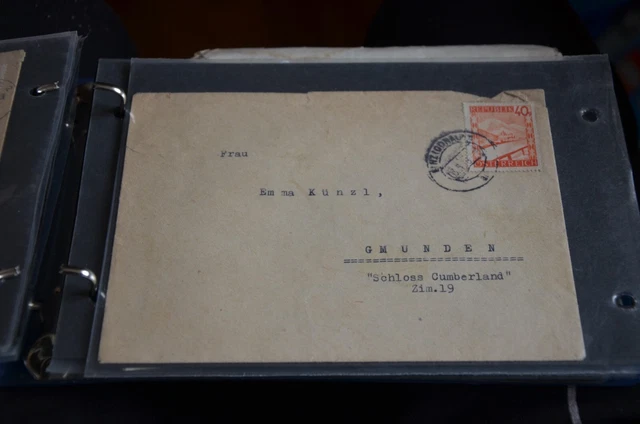 REPUBLIK 40
ÖSTERREICH
Frau
Emma Künzl,
GMUNDEN
"Schloss Cumberland"
Zim.19